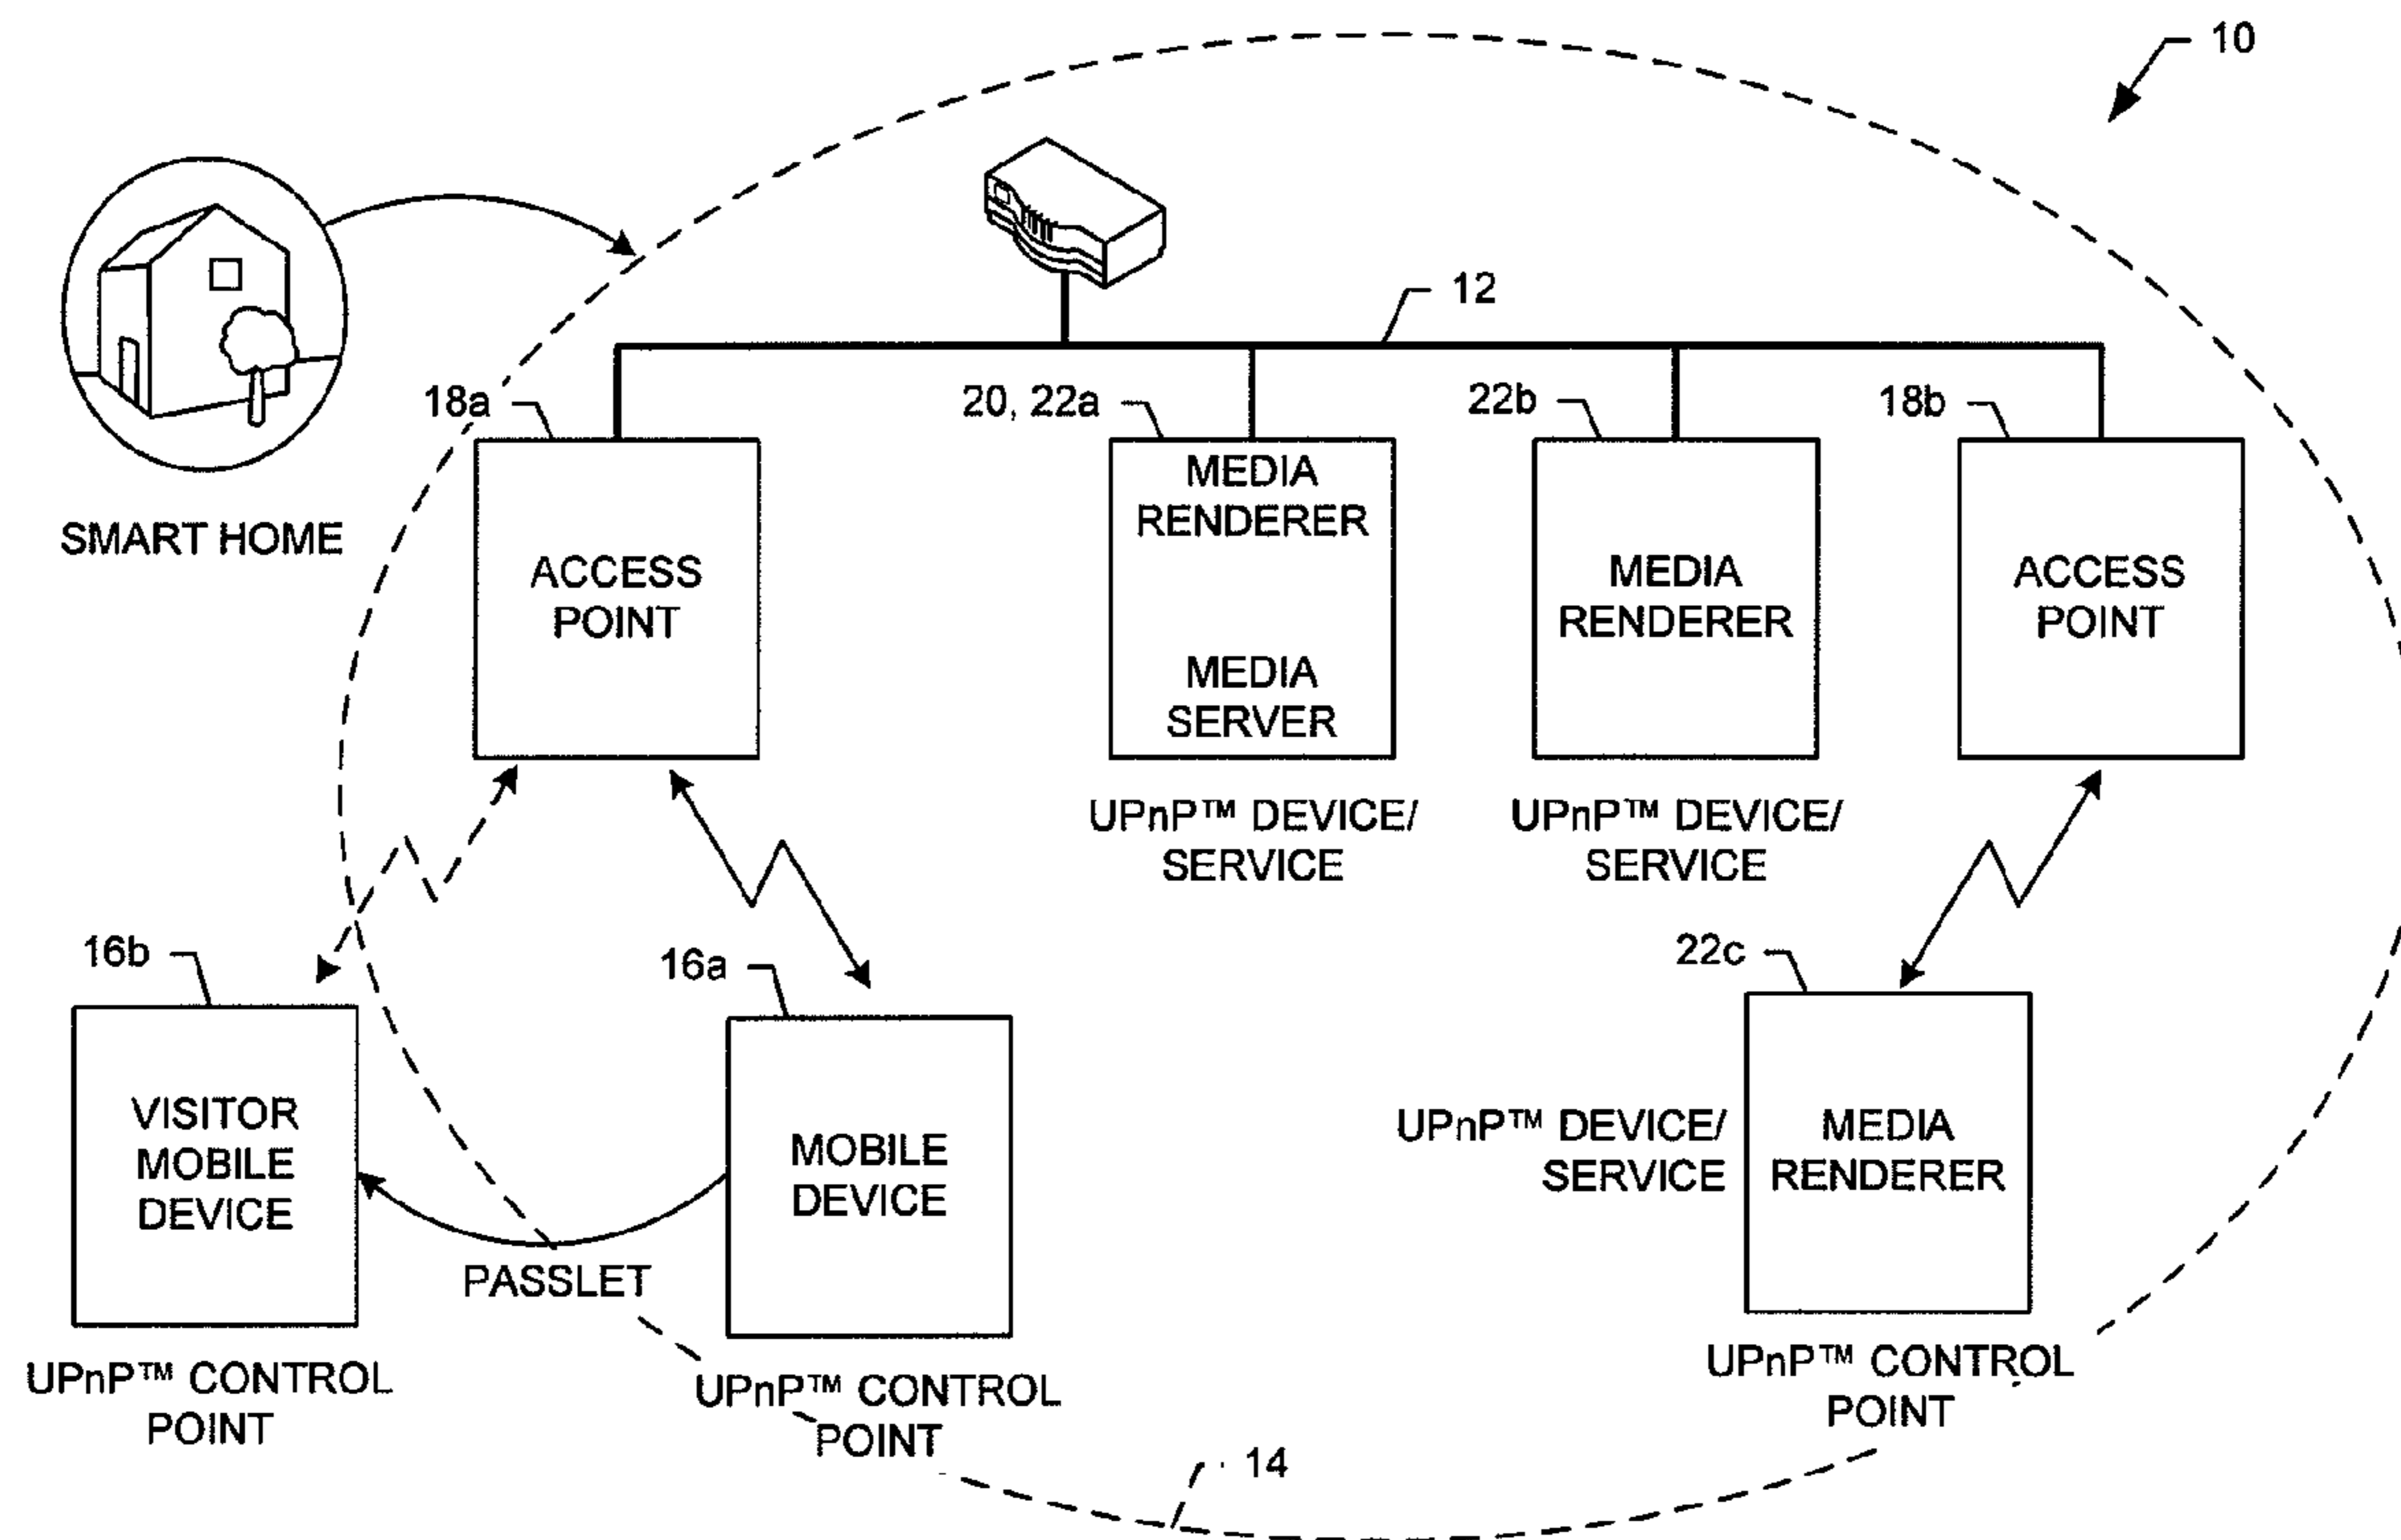 10
12
18a
20, 22a
22b
18b
SMART HOME
ACCESS
POINT
MEDIA
RENDERER
MEDIA
SERVER
MEDIA
RENDERER
ACCESS
POINT
UPnP™ DEVICE/
SERVICE
UPnP™ DEVICE/
SERVICE
16b
16a
22c
VISITOR
MOBILE
DEVICE
MOBILE
DEVICE
UPnP™ DEVICE/
SERVICE
MEDIA
RENDERER
PASSLET
UPnP™ CONTROL
POINT
UPnP™ CONTROL
POINT
UPnP™ CONTROL
POINT
14